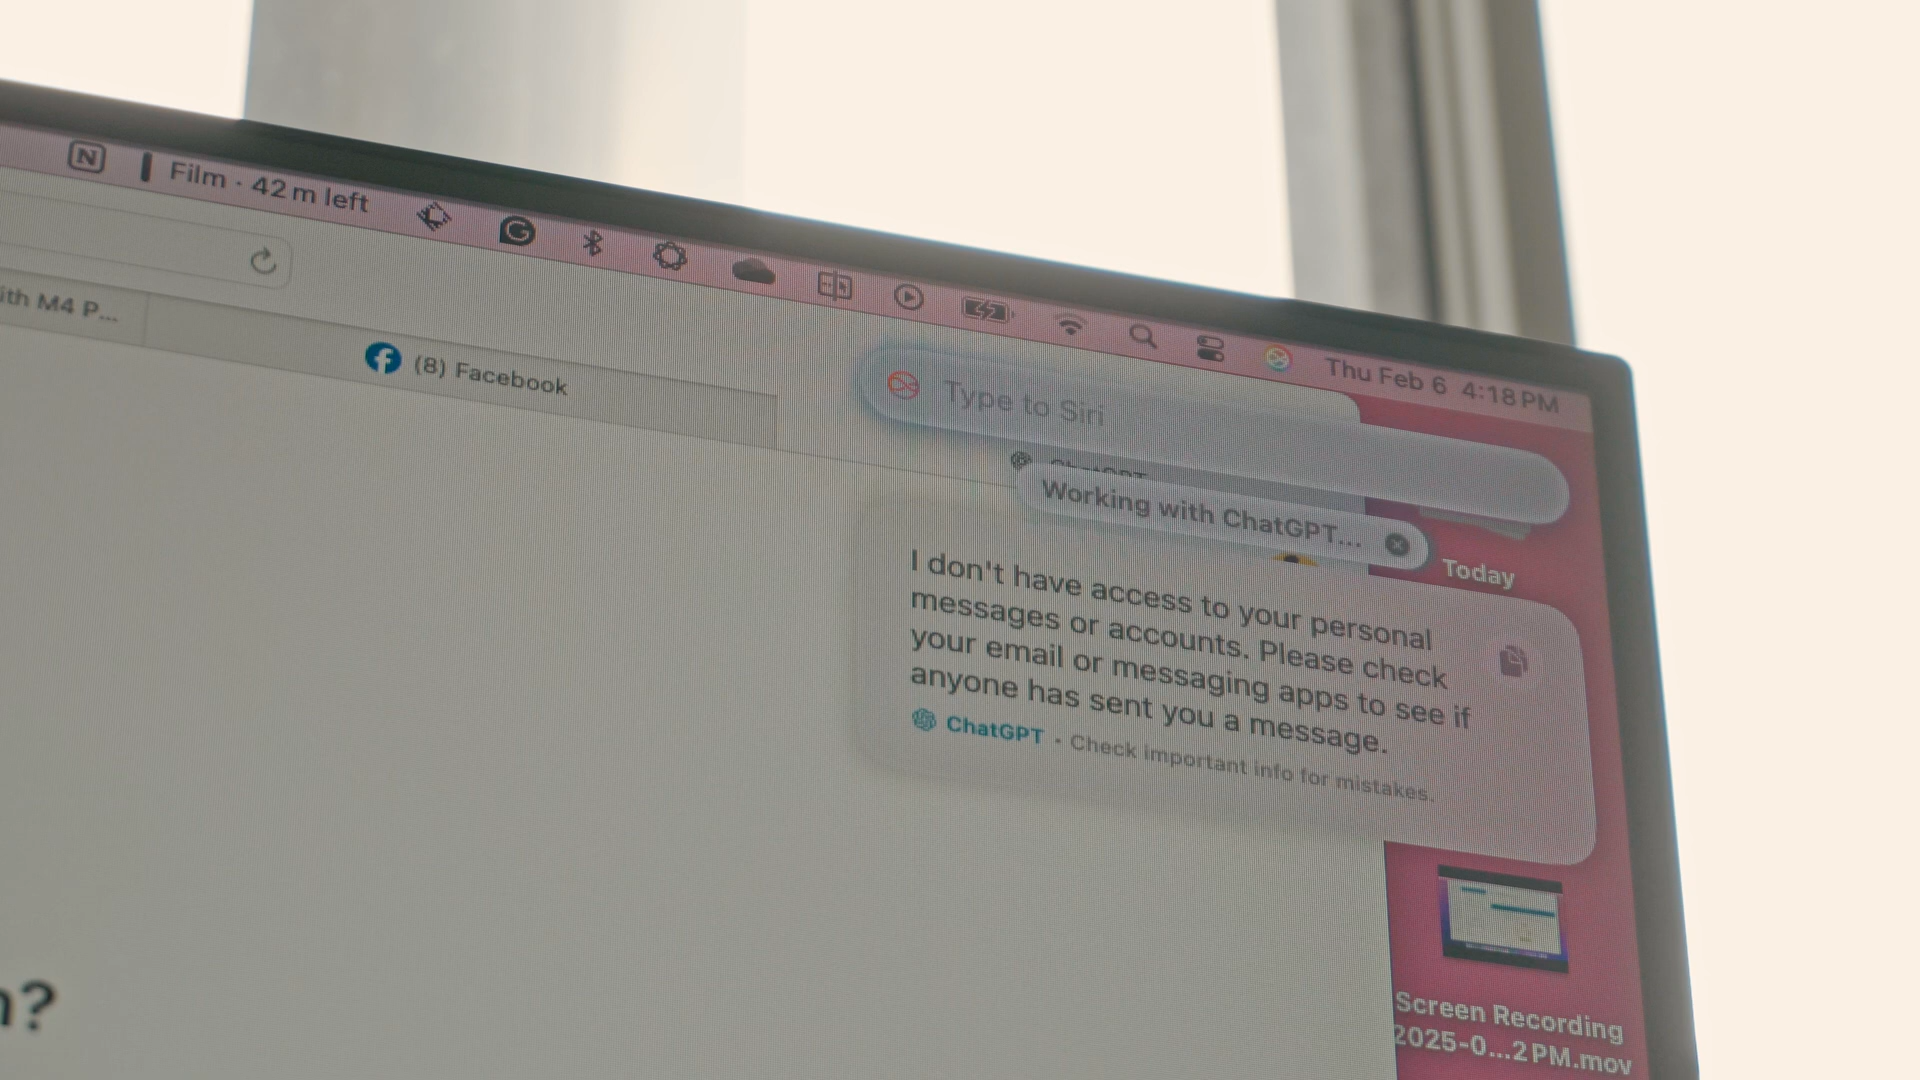 N
Film · 42 m left
G
Thu Feb 6 4:18 PM
ith M4 P...
(8) Facebook
Type to Siri
ChatGPT
Working with ChatGPT...
Today
I don't have access to your personal
messages or accounts. Please check
your email or messaging apps to see if
anyone has sent you a message.
ChatGPT · Check important info for mistakes.
n?
Screen Recording
2025-0...2 PM.mov